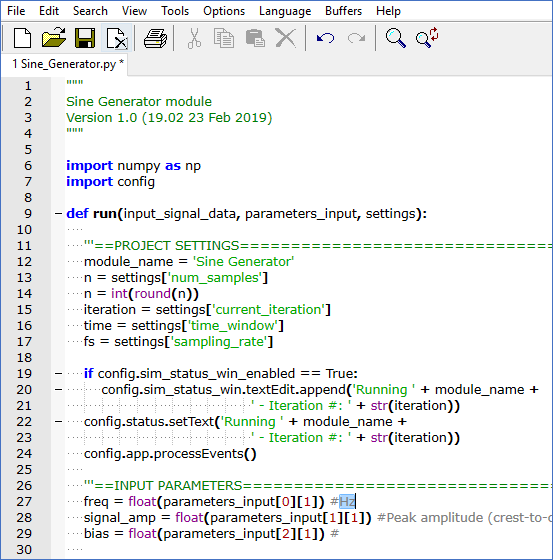 File Edit Search View Tools Options Language Buffers Help
1 Sine_Generator.py *
1 """
2 Sine Generator module
3 Version 1.0 (19.02 23 Feb 2019)
4 """
5
6 import numpy as np
7 import config
8
9 def run(input_signal_data, parameters_input, settings):
10
11 '''==PROJECT SETTINGS===================================
12 module_name = 'Sine Generator'
13 n = settings['num_samples']
14 n = int(round(n))
15 iteration = settings['current_iteration']
16 time = settings['time_window']
17 fs = settings['sampling_rate']
18
19 if config.sim_status_win_enabled == True:
20 config.sim_status_win.textEdit.append('Running ' + module_name +
21 ' - Iteration #: ' + str(iteration))
22 config.status.setText('Running ' + module_name +
23 ' - Iteration #: ' + str(iteration))
24 config.app.processEvents()
25
26 '''==INPUT PARAMETERS===================================
27 freq = float(parameters_input[0][1]) #Hz
28 signal_amp = float(parameters_input[1][1]) #Peak amplitude (crest-to-c
29 bias = float(parameters_input[2][1]) #
30